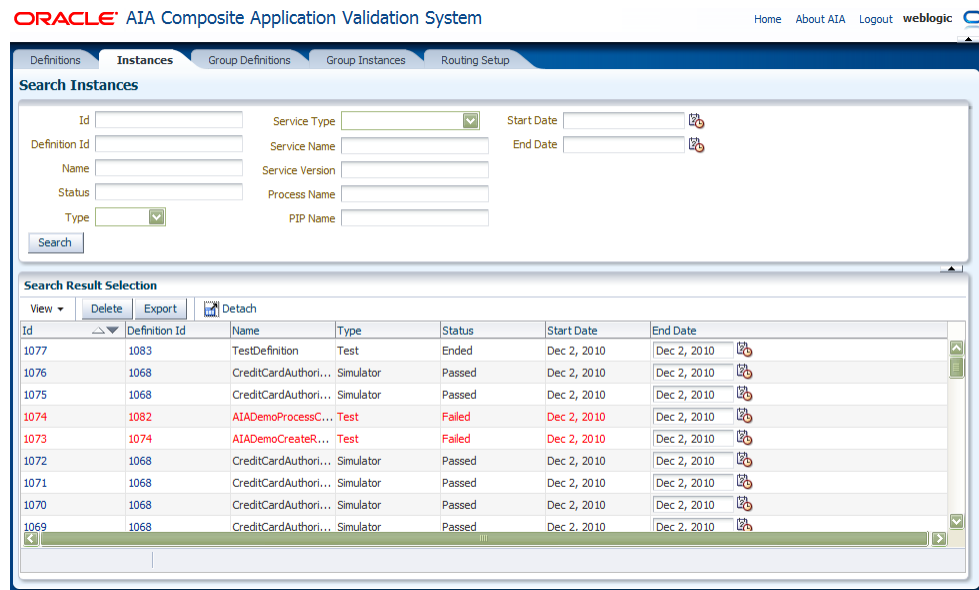 ORACLE AIA Composite Application Validation System
Home About AIA Logout weblogic
Definitions Instances Group Definitions Group Instances Routing Setup
Search Instances
Id Service Type Start Date
Definition Id Service Name End Date
Name Service Version
Status Process Name
Type PIP Name
Search
Search Result Selection
View Delete Export Detach
Id Definition Id Name Type Status Start Date End Date
1077 1083 TestDefinition Test Ended Dec 2, 2010 Dec 2, 2010
1076 1068 CreditCardAuthori... Simulator Passed Dec 2, 2010 Dec 2, 2010
1075 1068 CreditCardAuthori... Simulator Passed Dec 2, 2010 Dec 2, 2010
1074 1082 AIADemoProcessC... Test Failed Dec 2, 2010 Dec 2, 2010
1073 1074 AIADemoCreateR... Test Failed Dec 2, 2010 Dec 2, 2010
1072 1068 CreditCardAuthori... Simulator Passed Dec 2, 2010 Dec 2, 2010
1071 1068 CreditCardAuthori... Simulator Passed Dec 2, 2010 Dec 2, 2010
1070 1068 CreditCardAuthori... Simulator Passed Dec 2, 2010 Dec 2, 2010
1069 1068 CreditCardAuthori... Simulator Passed Dec 2, 2010 Dec 2, 2010